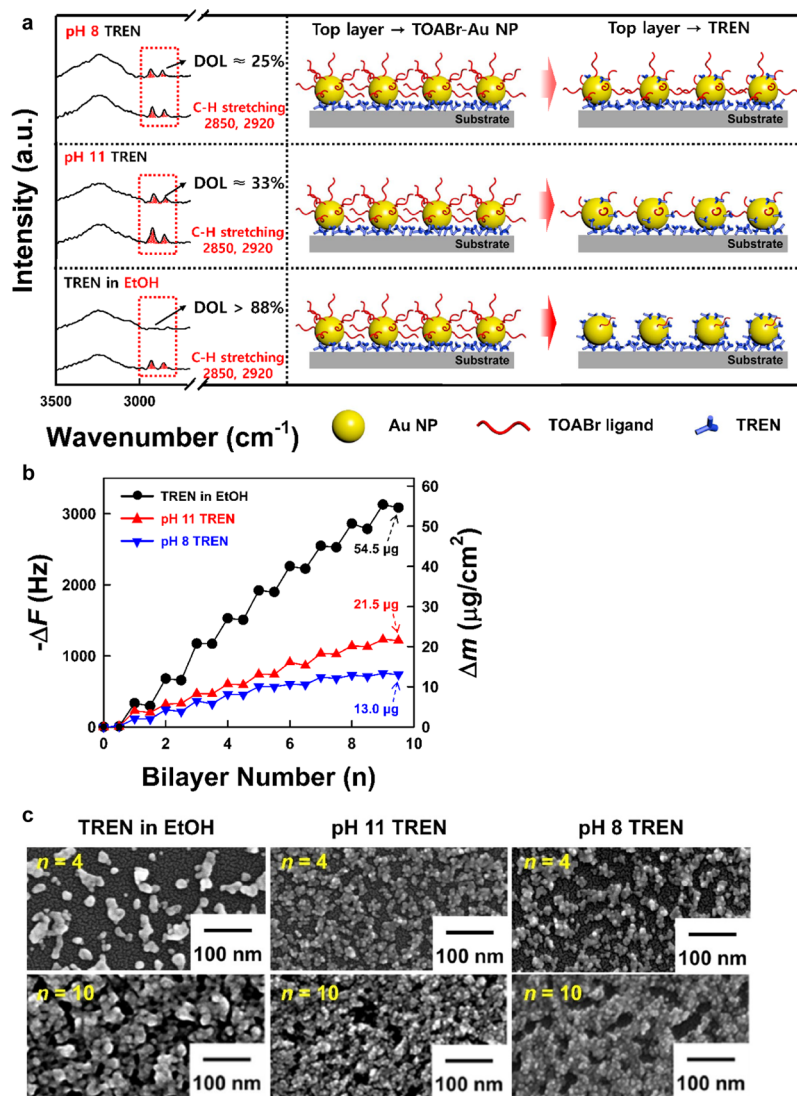 a
pH 8 TREN
Top layer → TOABr-Au NP
Top layer → TREN
DOL ≈ 25%
C-H stretching
2850, 2920
Substrate
Substrate
pH 11 TREN
DOL ≈ 33%
C-H stretching
2850, 2920
Substrate
Substrate
TREN in EtOH
DOL > 88%
C-H stretching
2850, 2920
Substrate
Substrate
Intensity (a.u.)
3500
3000
Wavenumber (cm⁻¹)
Au NP
TOABr ligand
TREN
b
TREN in EtOH
pH 11 TREN
pH 8 TREN
54.5 μg
21.5 μg
13.0 μg
3000
2000
1000
0
-ΔF (Hz)
60
50
40
30
20
10
0
Δm (μg/cm²)
0
2
4
6
8
10
Bilayer Number (n)
c
TREN in EtOH
pH 11 TREN
pH 8 TREN
n = 4
100 nm
n = 4
100 nm
n = 4
100 nm
n = 10
100 nm
n = 10
100 nm
n = 10
100 nm